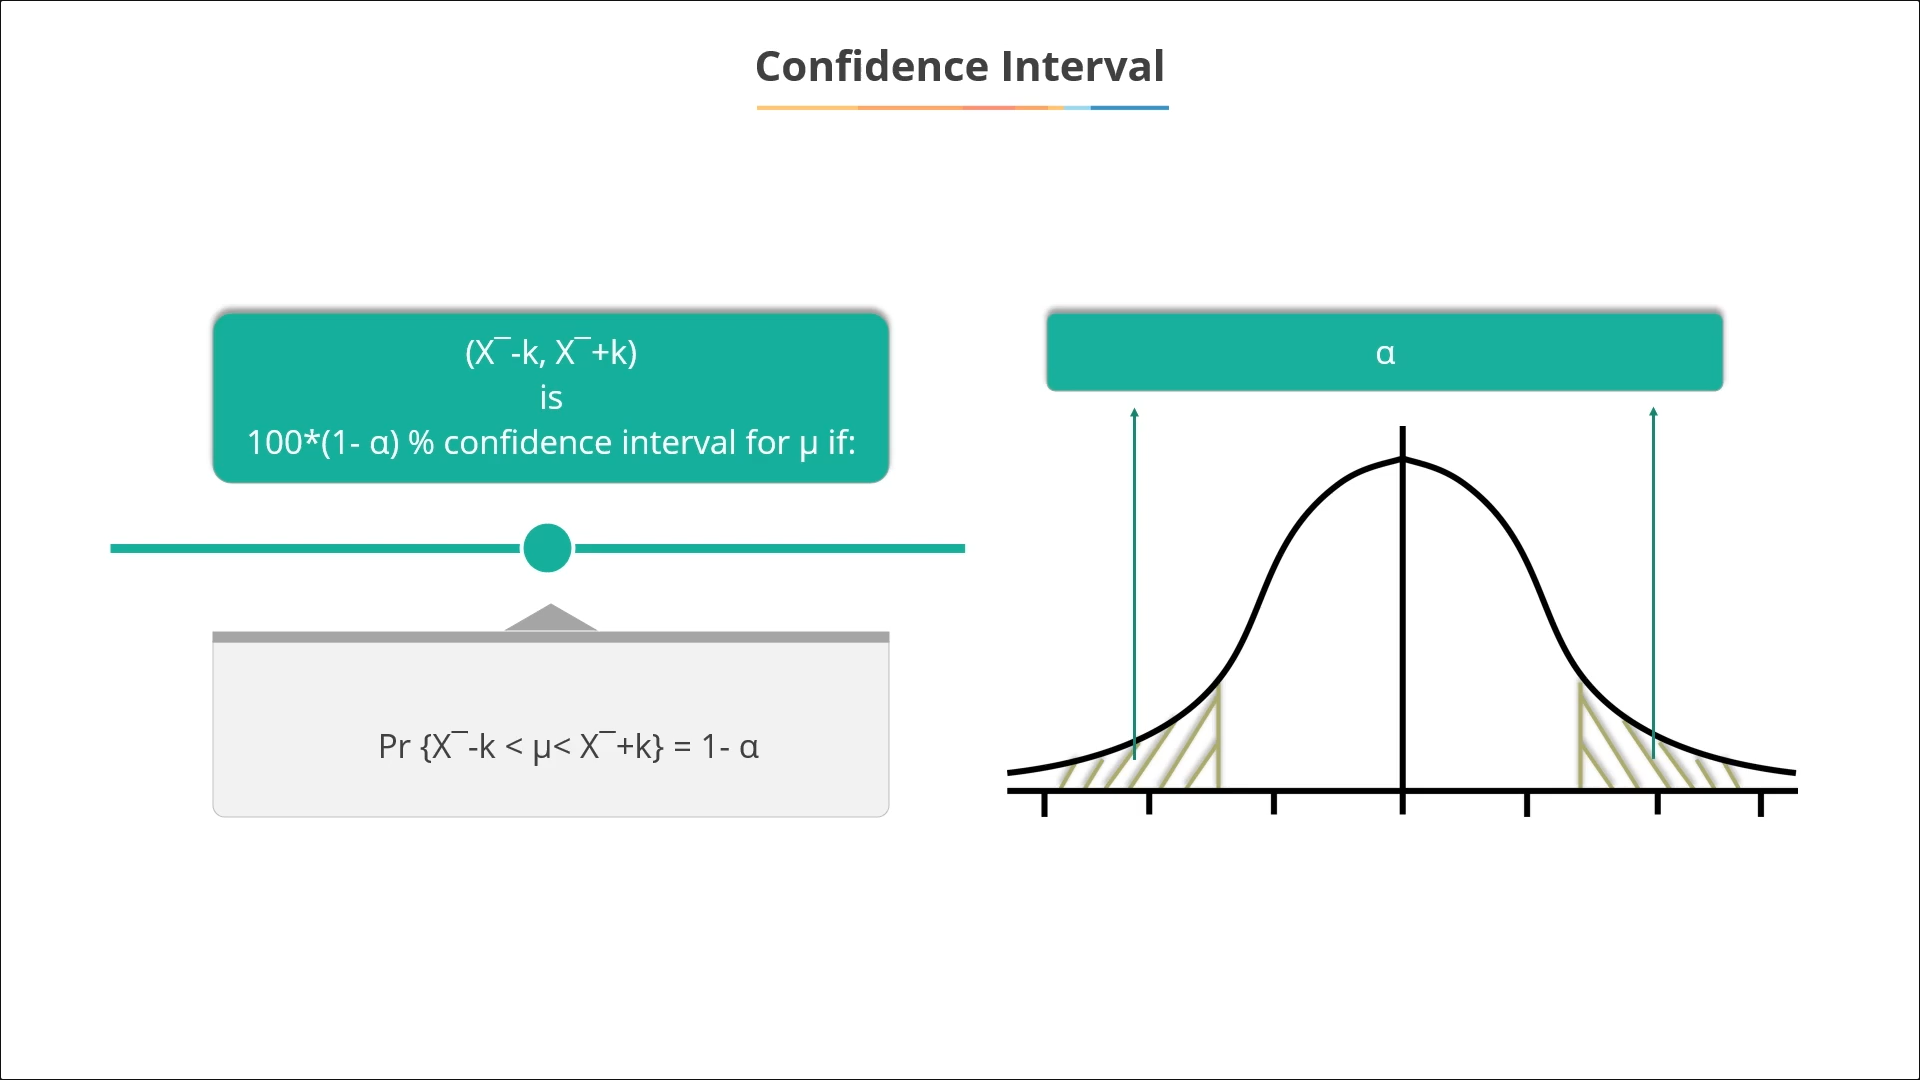 Confidence Interval
(X¯-k, X¯+k)
is
100*(1- α) % confidence interval for μ if:
α
Pr {X¯-k < μ< X¯+k} = 1- α